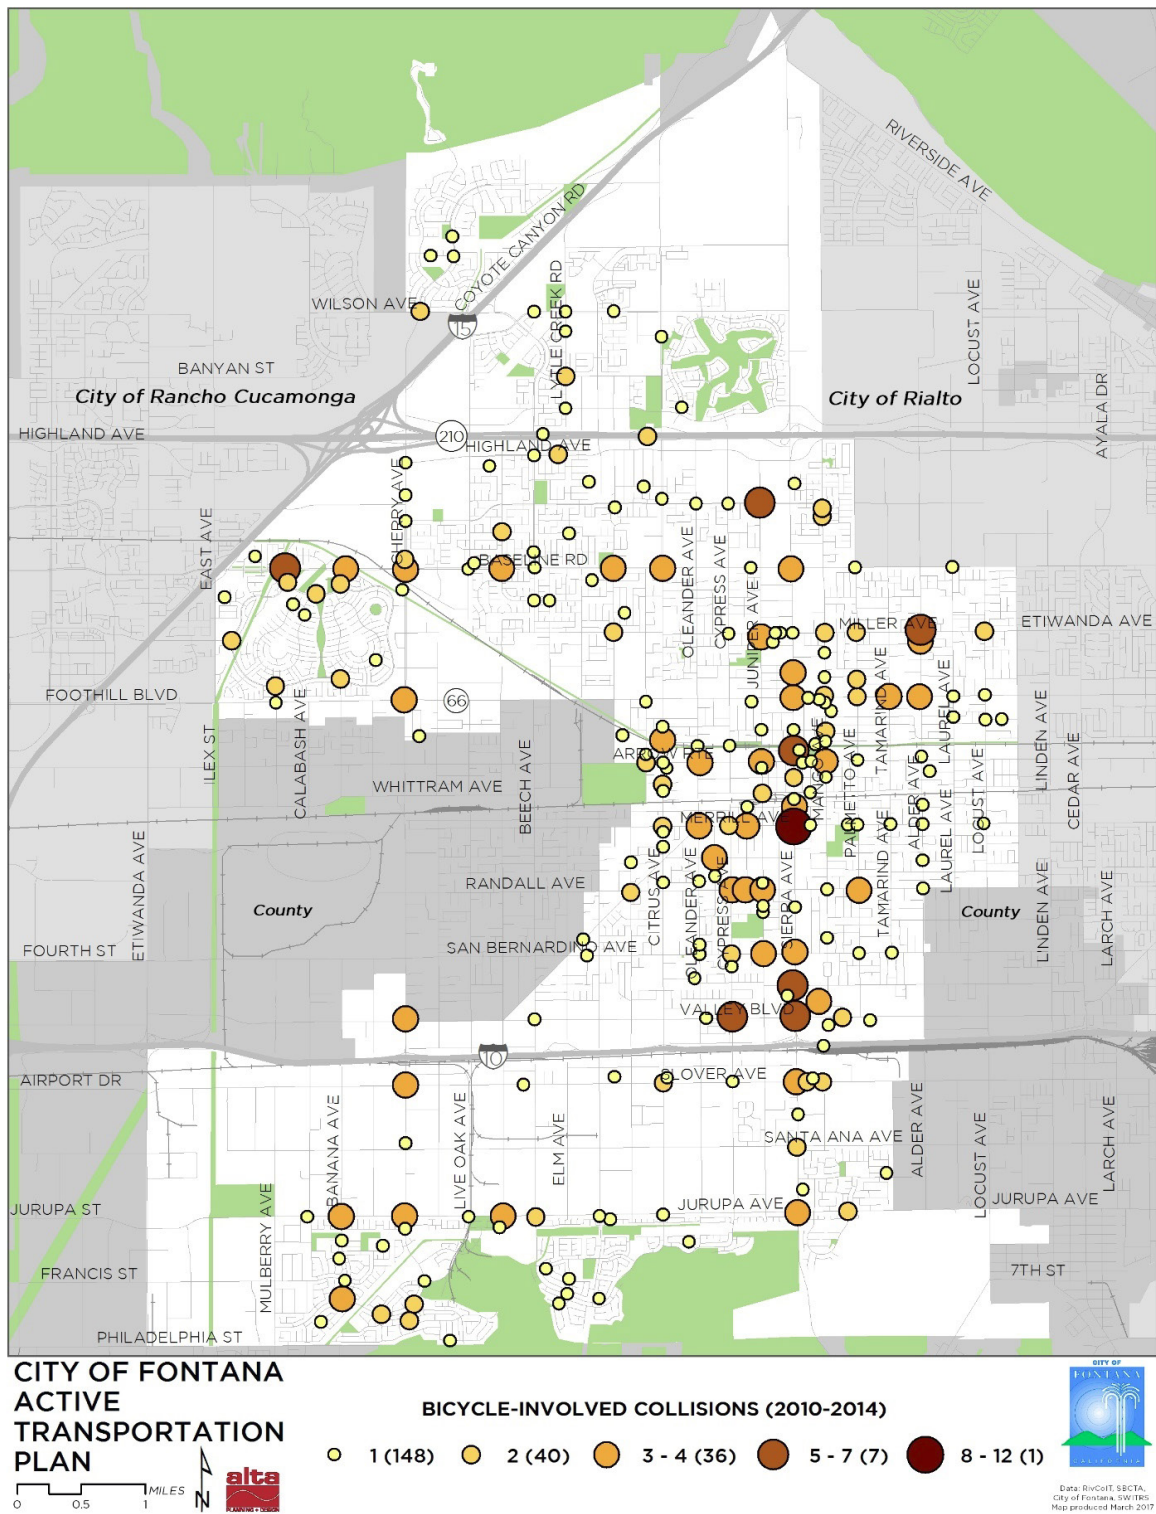 RIVERSIDE AVE
COYOTE CANYON RD
WILSON AVE
15
LYTLE CREEK RD
LOCUST AVE
BANYAN ST
City of Rancho Cucamonga
City of Rialto
AYALA DR
HIGHLAND AVE
210
HIGHLAND AVE
CHERRY AVE
EAST AVE
BASELINE RD
OLEANDER AVE
CYPRESS AVE
JUNIPER AVE
MILLER AVE
ETIWANDA AVE
FOOTHILL BLVD
66
TAMARIND AVE
LAUREL AVE
LINDEN AVE
ILEX ST
CALABASH AVE
ARROW RTE
MANGO AVE
PALMETTO AVE
ALDER AVE
LOCUST AVE
CEDAR AVE
WHITTRAM AVE
BEECH AVE
MERRILL AVE
ETIWANDA AVE
RANDALL AVE
CITRUS AVE
OLEANDER AVE
CYPRESS AVE
SIERRA AVE
TAMARIND AVE
LAUREL AVE
LINDEN AVE
LARCH AVE
County
County
FOURTH ST
SAN BERNARDINO AVE
VALLEY BLVD
10
AIRPORT DR
SLOVER AVE
BANANA AVE
LIVE OAK AVE
ELM AVE
SANTA ANA AVE
ALDER AVE
LOCUST AVE
LARCH AVE
JURUPA ST
MULBERRY AVE
JURUPA AVE
JURUPA AVE
FRANCIS ST
7TH ST
PHILADELPHIA ST
CITY OF FONTANA
ACTIVE
TRANSPORTATION
PLAN
0 0.5 1 MILES
N
alta
PLANNING + DESIGN
BICYCLE-INVOLVED COLLISIONS (2010-2014)
1 (148) 2 (40) 3 - 4 (36) 5 - 7 (7) 8 - 12 (1)
CITY OF
FONTANA
CALIFORNIA
Data: RivCoIT, SBCTA,
City of Fontana, SWITRS
Map produced March 2017